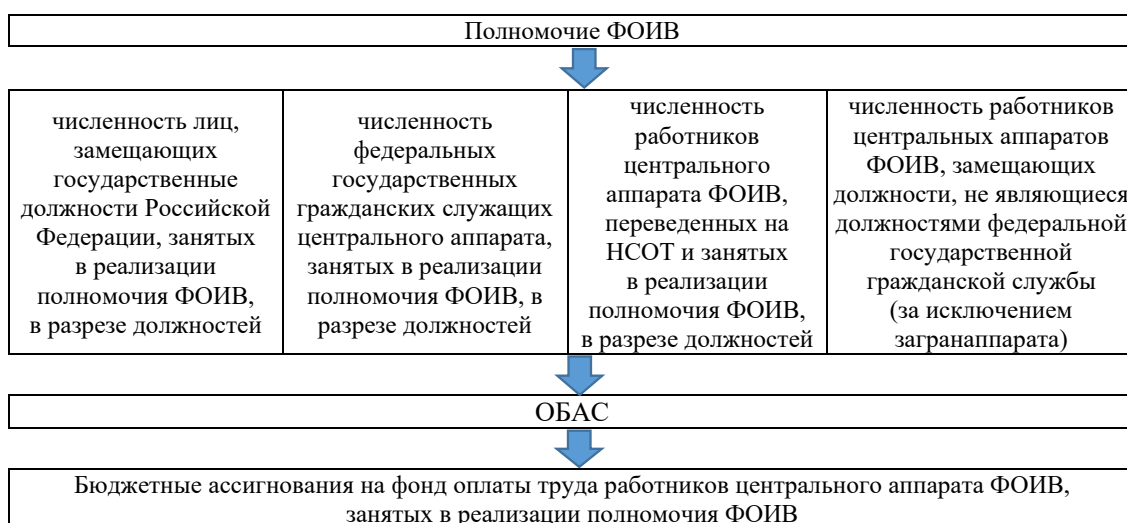 Полномочие ФОИВ
численность лиц,
замещающих
государственные
должности Российской
Федерации, занятых
в реализации
полномочия ФОИВ,
в разрезе должностей
численность
федеральных
государственных
гражданских служащих
центрального аппарата,
занятых в реализации
полномочия ФОИВ, в
разрезе должностей
численность
работников
центрального
аппарата ФОИВ,
переведенных на
НСОТ и занятых
в реализации
полномочия ФОИВ,
в разрезе должностей
численность работников
центральных аппаратов
ФОИВ, замещающих
должности, не являющиеся
должностями федеральной
государственной
гражданской службы
(за исключением
загранаппарата)
ОБАС
Бюджетные ассигнования на фонд оплаты труда работников центрального аппарата ФОИВ,
занятых в реализации полномочия ФОИВ